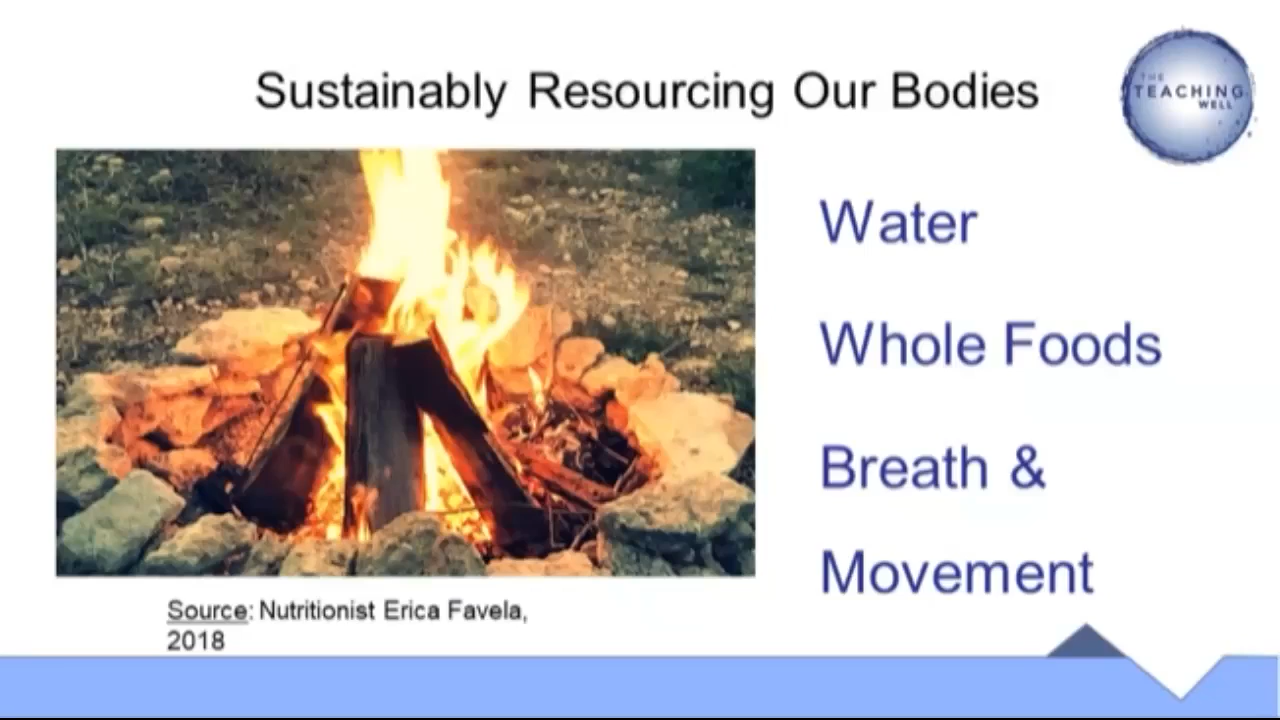 Sustainably Resourcing Our Bodies
THE
TEACHING
WELL
Water
Whole Foods
Breath &
Movement
Source: Nutritionist Erica Favela,
2018